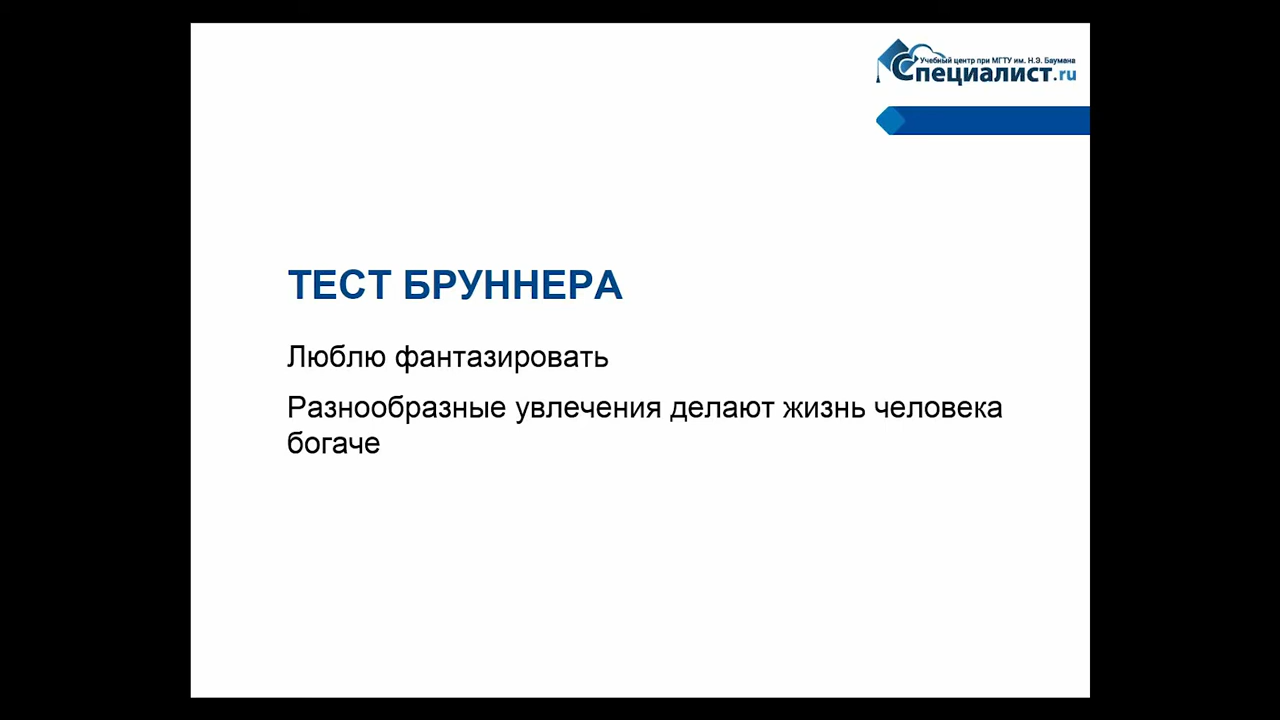 Учебный центр при МГТУ им. Н.Э. Баумана
Специалист.ru
ТЕСТ БРУННЕРА
Люблю фантазировать
Разнообразные увлечения делают жизнь человека
богаче